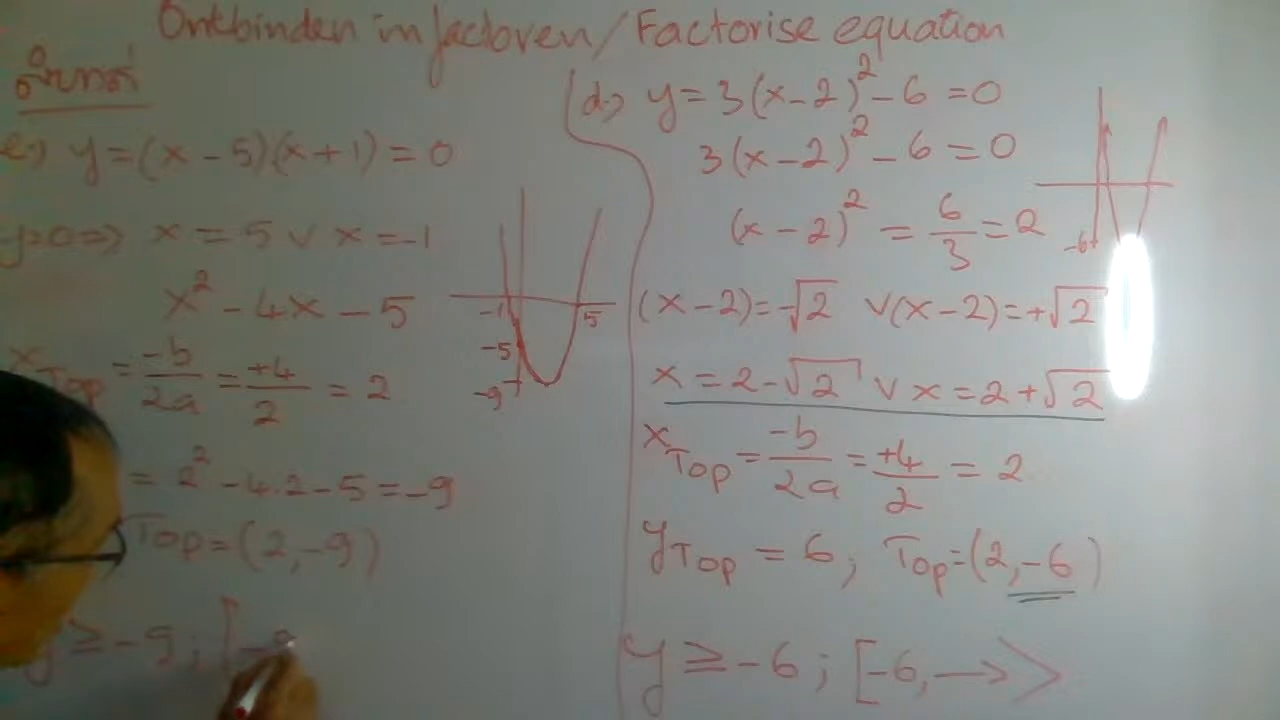 Ontbinden in factoren / Factorise equation
c.) y = (x - 5)(x + 1) = 0
y=0 => x = 5 v x = -1
x² - 4x - 5
x_Top = -b/2a = +4/2 = 2
= 2² - 4.2 - 5 = -9
Top = (2, -9)
y ≥ -9; [-9
-1 5
-5
-9
d.) y = 3(x - 2)² - 6 = 0
3(x - 2)² - 6 = 0
(x - 2)² = 6/3 = 2
(x - 2) = -√2 v (x - 2) = +√2
x = 2 - √2 v x = 2 + √2
x_Top = -b/2a = +4/2 = 2
y_Top = 6; Top = (2, -6)
y ≥ -6; [-6, →>
-6